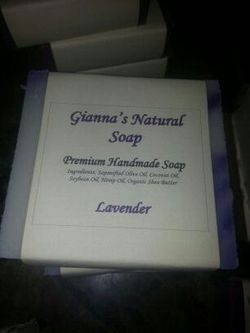 Gianna's Natural
Soap
Premium Handmade Soap
Ingredients: Saponified Olive Oil, Coconut Oil,
Soybean Oil, Hemp Oil, Organic Shea Butter
Lavender